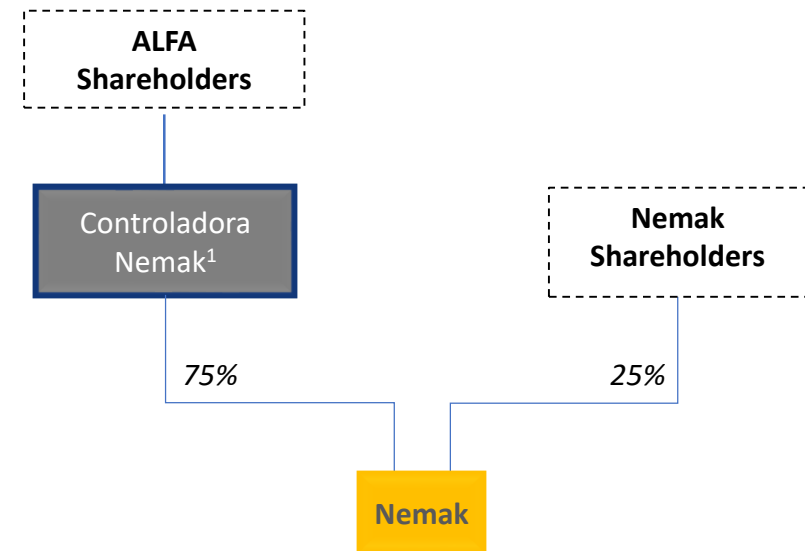 ALFA
Shareholders
Controladora
Nemak¹
Nemak
Shareholders
75%
25%
Nemak